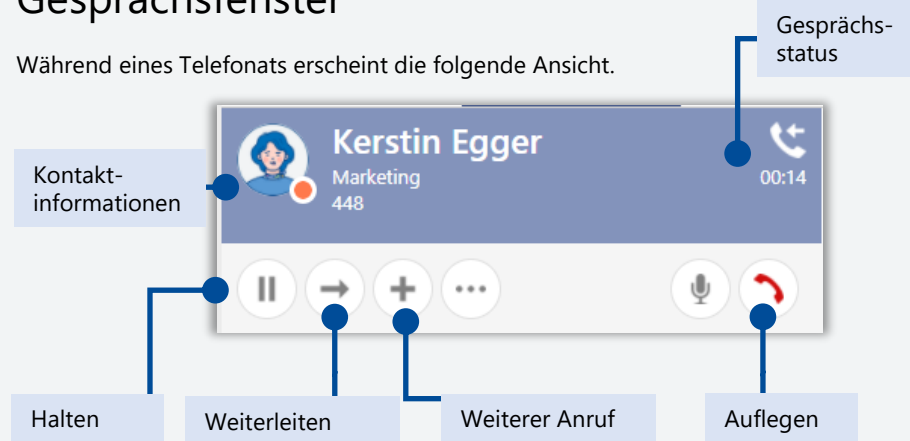 Gesprächsfenster
Gesprächs-
status
Während eines Telefonats erscheint die folgende Ansicht.
Kerstin Egger
Marketing
448
00:14
Kontakt-
informationen
Halten
Weiterleiten
Weiterer Anruf
Auflegen